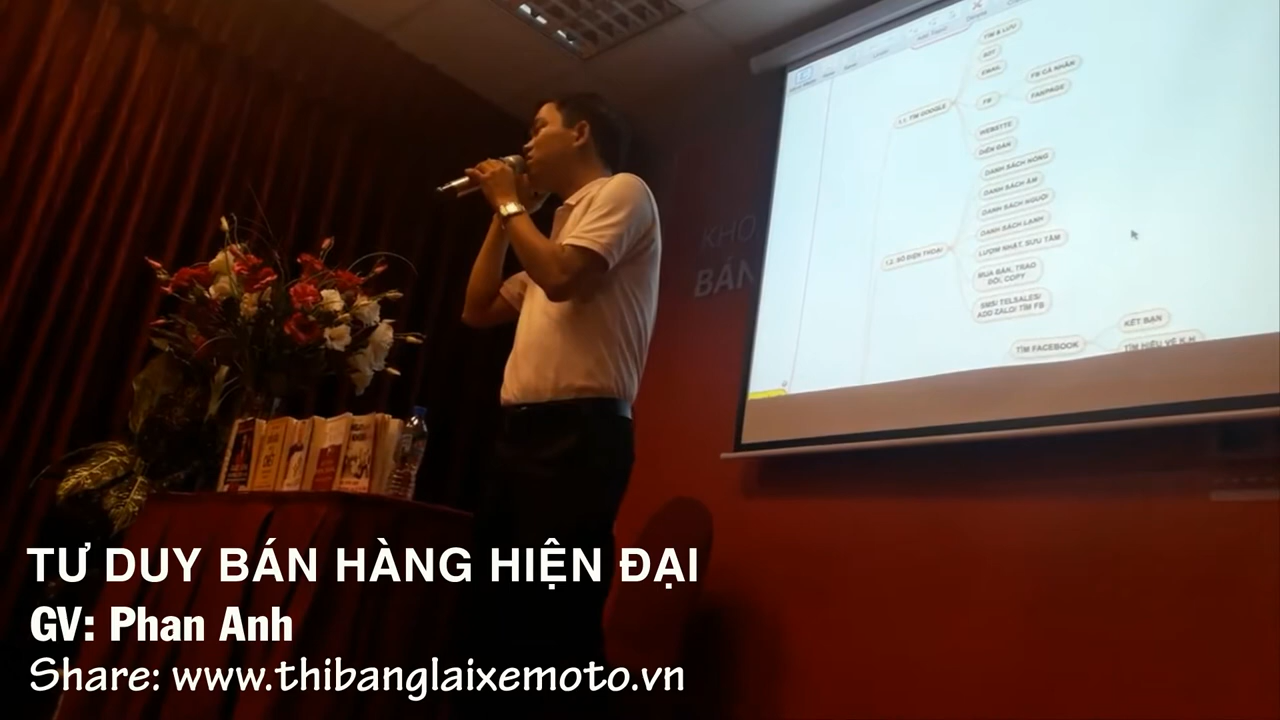 TÌM & LƯU
SĐT
EMAIL
FB CÁ NHÂN
FB
FANPAGE
1.1. TÌM GOOGLE
WEBSITE
DIỄN ĐÀN
DANH SÁCH NÓNG
DANH SÁCH ẤM
DANH SÁCH NGUỘI
DANH SÁCH LẠNH
1.2. SỐ ĐIỆN THOẠI
LƯỢM NHẶT, SƯU TẦM
MUA BÁN, TRAO
ĐỔI, COPY
SMS/ TELSALES/
ADD ZALO/ TÌM FB
KẾT BẠN
TÌM FACEBOOK
TÌM HIỂU VỀ K.H
KHO
BÁN
TƯ DUY BÁN HÀNG HIỆN ĐẠI
GV: Phan Anh
Share: www.thibanglaixemoto.vn